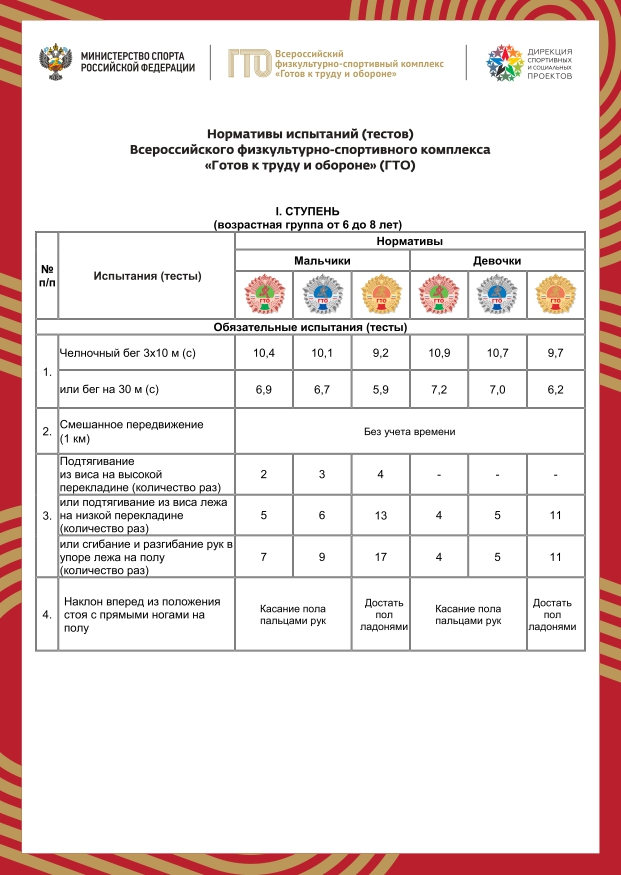 МИНИСТЕРСТВО СПОРТА
РОССИЙСКОЙ ФЕДЕРАЦИИ
ГТО
Всероссийский
физкультурно-спортивный комплекс
«Готов к труду и обороне»
ДИРЕКЦИЯ
СПОРТИВНЫХ
И СОЦИАЛЬНЫХ
ПРОЕКТОВ
Нормативы испытаний (тестов)
Всероссийского физкультурно-спортивного комплекса
«Готов к труду и обороне» (ГТО)
I. СТУПЕНЬ
(возрастная группа от 6 до 8 лет)
№
п/п
Испытания (тесты)
Нормативы
Мальчики Девочки
ГТО ГТО ГТО ГТО ГТО ГТО
Обязательные испытания (тесты)
1.
Челночный бег 3х10 м (с) 10,4 10,1 9,2 10,9 10,7 9,7
или бег на 30 м (с) 6,9 6,7 5,9 7,2 7,0 6,2
2.
Смешанное передвижение
(1 км)
Без учета времени
3.
Подтягивание
из виса на высокой
перекладине (количество раз)
2 3 4 - - -
или подтягивание из виса лежа
на низкой перекладине
(количество раз)
5 6 13 4 5 11
или сгибание и разгибание рук в
упоре лежа на полу
(количество раз)
7 9 17 4 5 11
4.
Наклон вперед из положения
стоя с прямыми ногами на
полу
Касание пола
пальцами рук
Достать
пол
ладонями
Касание пола
пальцами рук
Достать
пол
ладонями